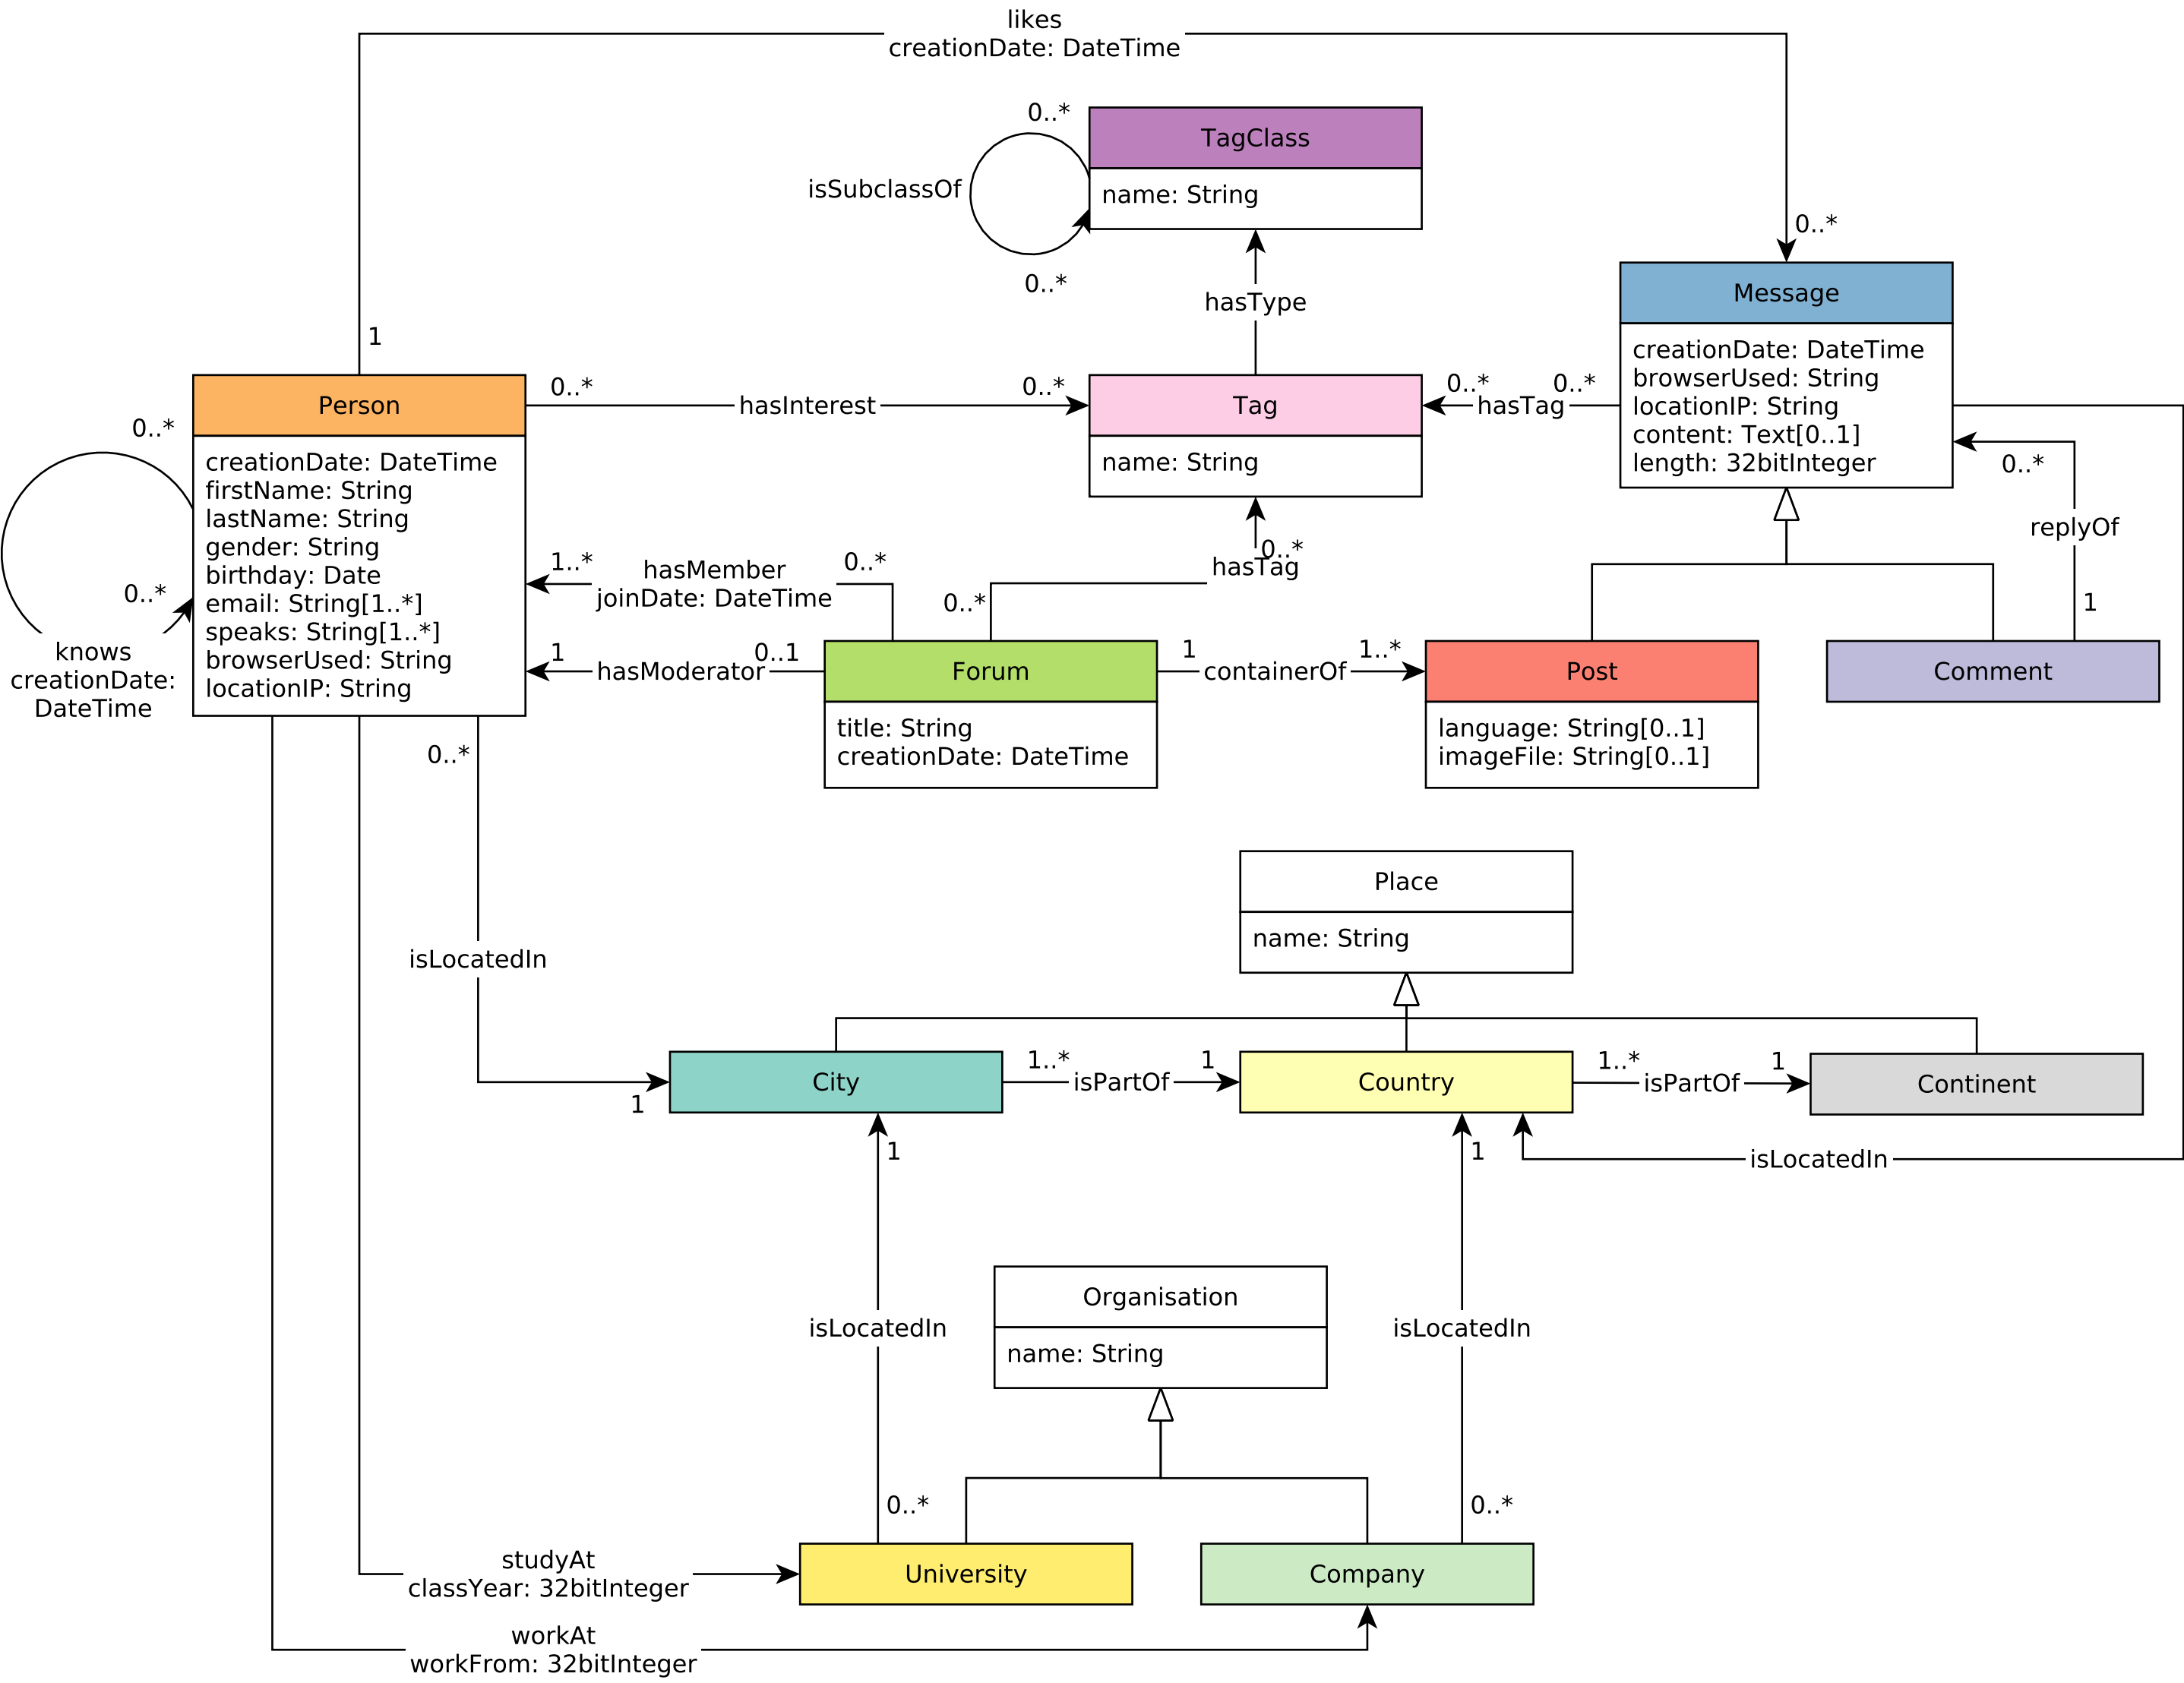 likes
creationDate: DateTime
0..*
TagClass
isSubclassOf
name: String
0..*
0..*
hasType
Message
1
creationDate: DateTime
browserUsed: String
locationIP: String
content: Text[0..1]
length: 32bitInteger
Person
0..*
hasInterest
0..*
Tag
0..*
hasTag
0..*
name: String
0..*
creationDate: DateTime
firstName: String
lastName: String
gender: String
birthday: Date
email: String[1..*]
speaks: String[1..*]
browserUsed: String
locationIP: String
0..*
knows
creationDate:
DateTime
0..*
replyOf
1
1..*
hasMember
joinDate: DateTime
0..*
0..*
hasTag
0..*
1
hasModerator
0..1
Forum
1
containerOf
1..*
Post
Comment
title: String
creationDate: DateTime
language: String[0..1]
imageFile: String[0..1]
0..*
Place
name: String
isLocatedIn
1
City
1..*
isPartOf
1
Country
1..*
isPartOf
1
Continent
1
1
isLocatedIn
Organisation
name: String
isLocatedIn
isLocatedIn
0..*
0..*
studyAt
classYear: 32bitInteger
University
Company
workAt
workFrom: 32bitInteger